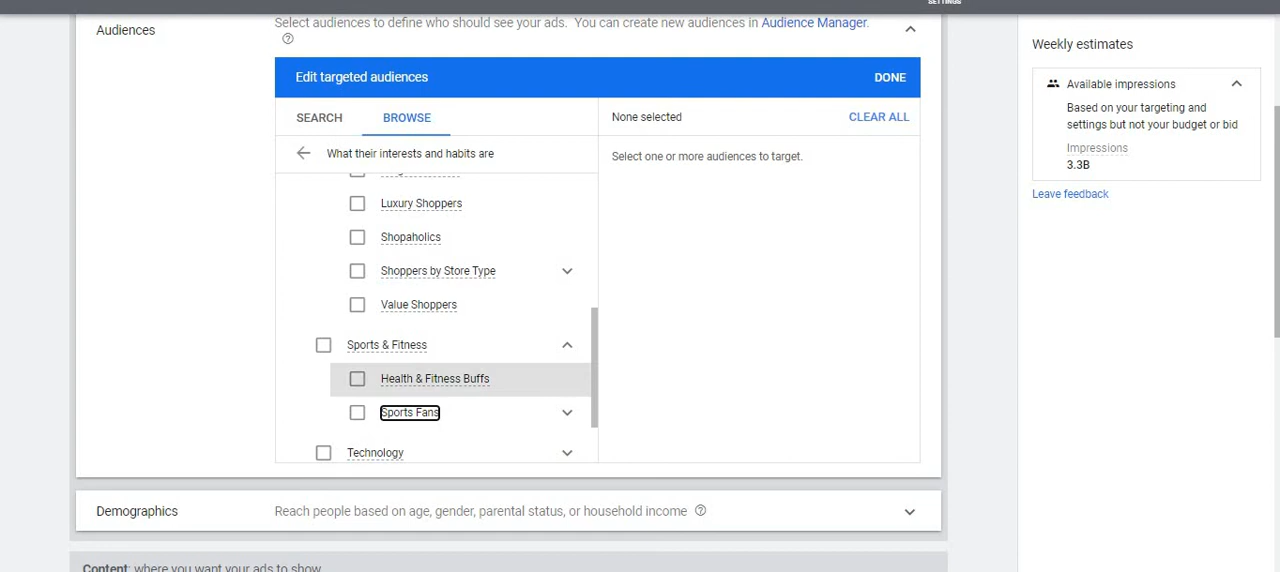 SETTINGS
Audiences
Select audiences to define who should see your ads. You can create new audiences in Audience Manager.
Edit targeted audiences
DONE
SEARCH
BROWSE
None selected
CLEAR ALL
What their interests and habits are
Select one or more audiences to target.
Luxury Shoppers
Shopaholics
Shoppers by Store Type
Value Shoppers
Sports & Fitness
Health & Fitness Buffs
Sports Fans
Technology
Demographics
Reach people based on age, gender, parental status, or household income
Content: where you want your ads to show
Weekly estimates
Available impressions
Based on your targeting and
settings but not your budget or bid
Impressions
3.3B
Leave feedback